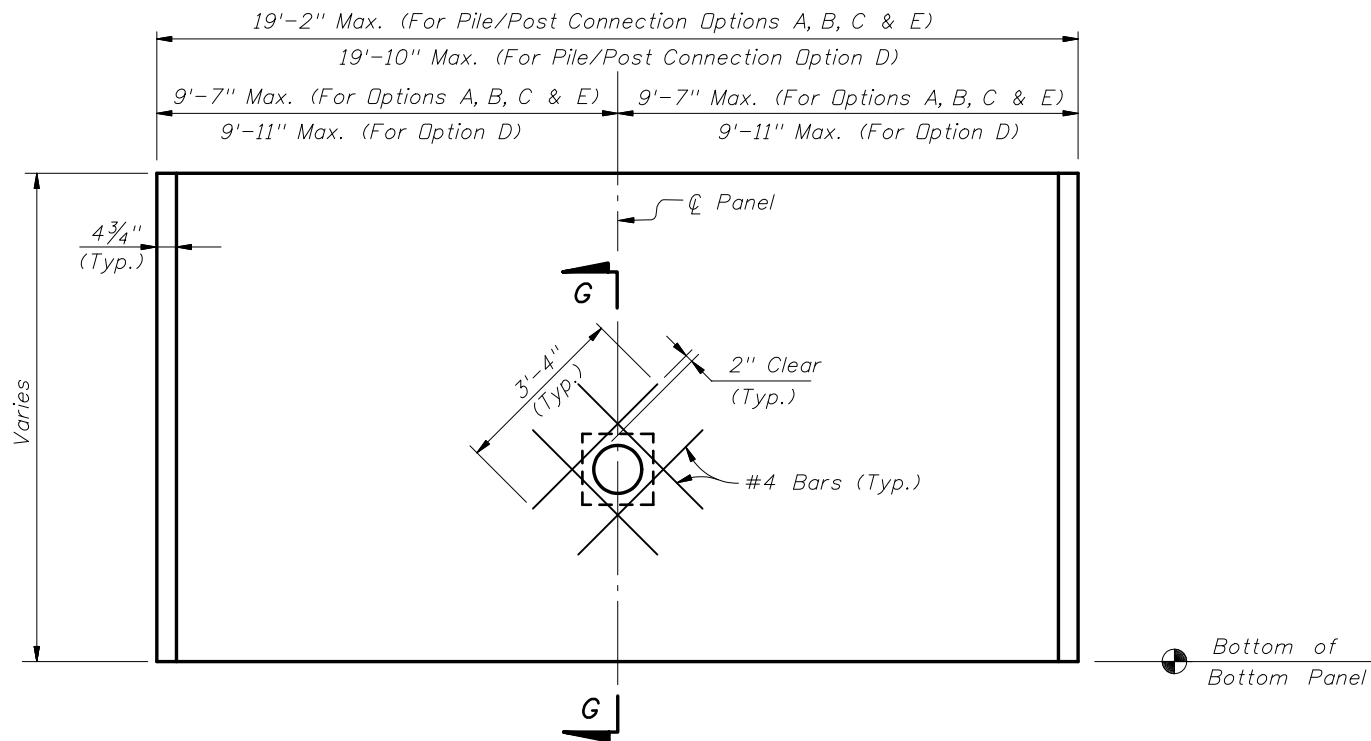 19'-2" Max. (For Pile/Post Connection Options A, B, C & E)
19'-10" Max. (For Pile/Post Connection Option D)
9'-7" Max. (For Options A, B, C & E)
9'-7" Max. (For Options A, B, C & E)
9'-11" Max. (For Option D)
9'-11" Max. (For Option D)
℄ Panel
4¾"
(Typ.)
G
3'-4"
(Typ.)
2" Clear
(Typ.)
Varies
#4 Bars (Typ.)
Bottom of
Bottom Panel
G